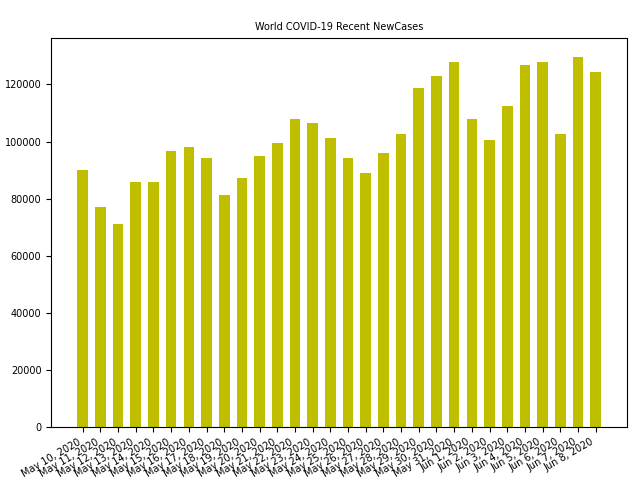 World COVID-19 Recent NewCases
120000
100000
80000
60000
40000
20000
0
May 10, 2020
May 11, 2020
May 12, 2020
May 13, 2020
May 14, 2020
May 15, 2020
May 16, 2020
May 17, 2020
May 18, 2020
May 19, 2020
May 20, 2020
May 21, 2020
May 22, 2020
May 23, 2020
May 24, 2020
May 25, 2020
May 26, 2020
May 27, 2020
May 28, 2020
May 29, 2020
May 30, 2020
May 31, 2020
Jun 1, 2020
Jun 2, 2020
Jun 3, 2020
Jun 4, 2020
Jun 5, 2020
Jun 6, 2020
Jun 7, 2020
Jun 8, 2020